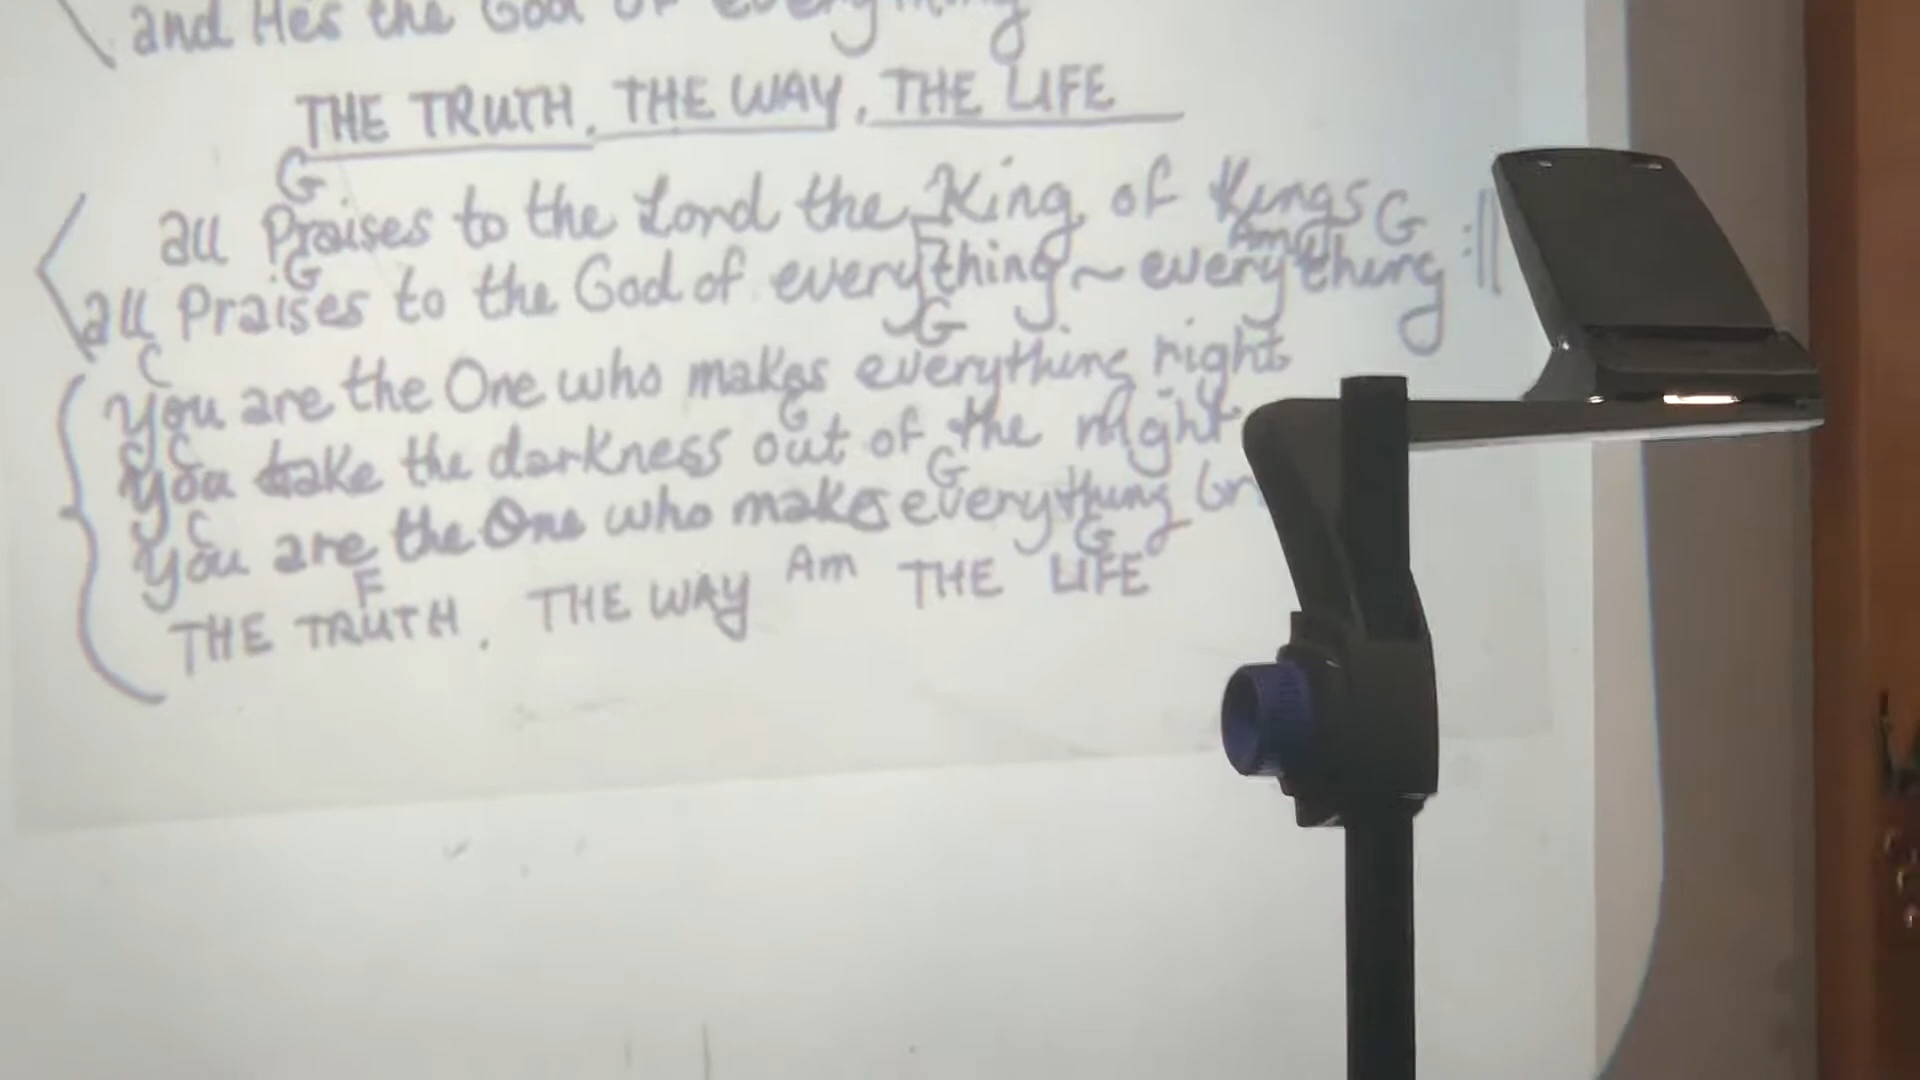 and He's the God of everything
THE TRUTH, THE WAY, THE LIFE
G
all Praises to the Lord the King of Kings
G F Am G
all Praises to the God of everything ~ everything :||
C G
You are the One who makes everything right
C G
You take the darkness out of the night
C G
You are the One who makes everything
F Am G
THE TRUTH, THE WAY THE LIFE